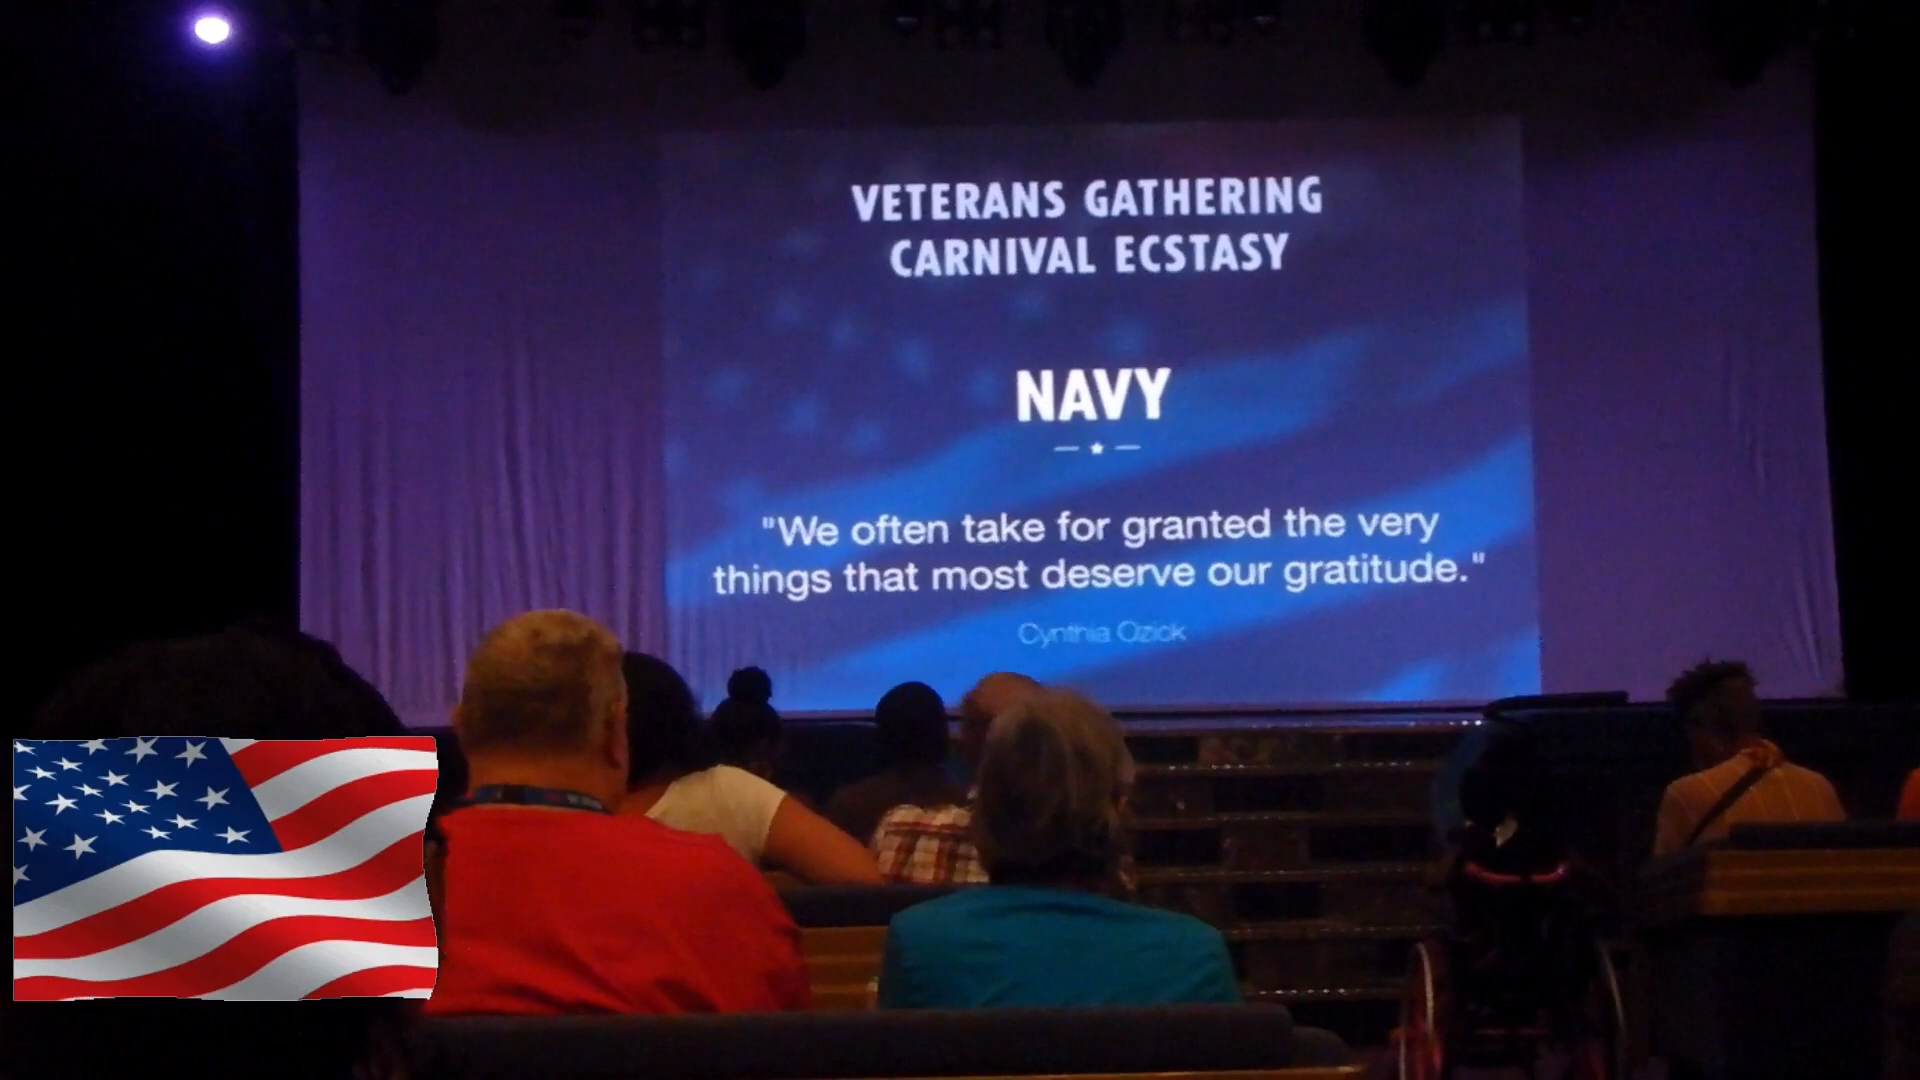 VETERANS GATHERING
CARNIVAL ECSTASY
NAVY
"We often take for granted the very
things that most deserve our gratitude."
Cynthia Ozick